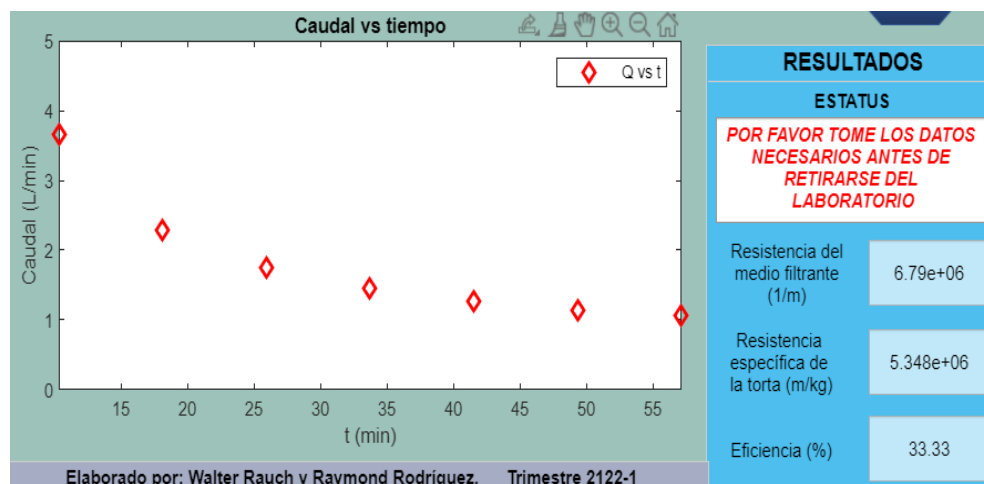 Caudal vs tiempo
Q vs t
5
4
3
2
1
0
Caudal (L/min)
15 20 25 30 35 40 45 50 55
t (min)
Elaborado por: Walter Rauch y Raymond Rodríguez. Trimestre 2122-1
RESULTADOS
ESTATUS
POR FAVOR TOME LOS DATOS
NECESARIOS ANTES DE
RETIRARSE DEL
LABORATORIO
Resistencia del
medio filtrante
(1/m)
6.79e+06
Resistencia
específica de
la torta (m/kg)
5.348e+06
Eficiencia (%)
33.33